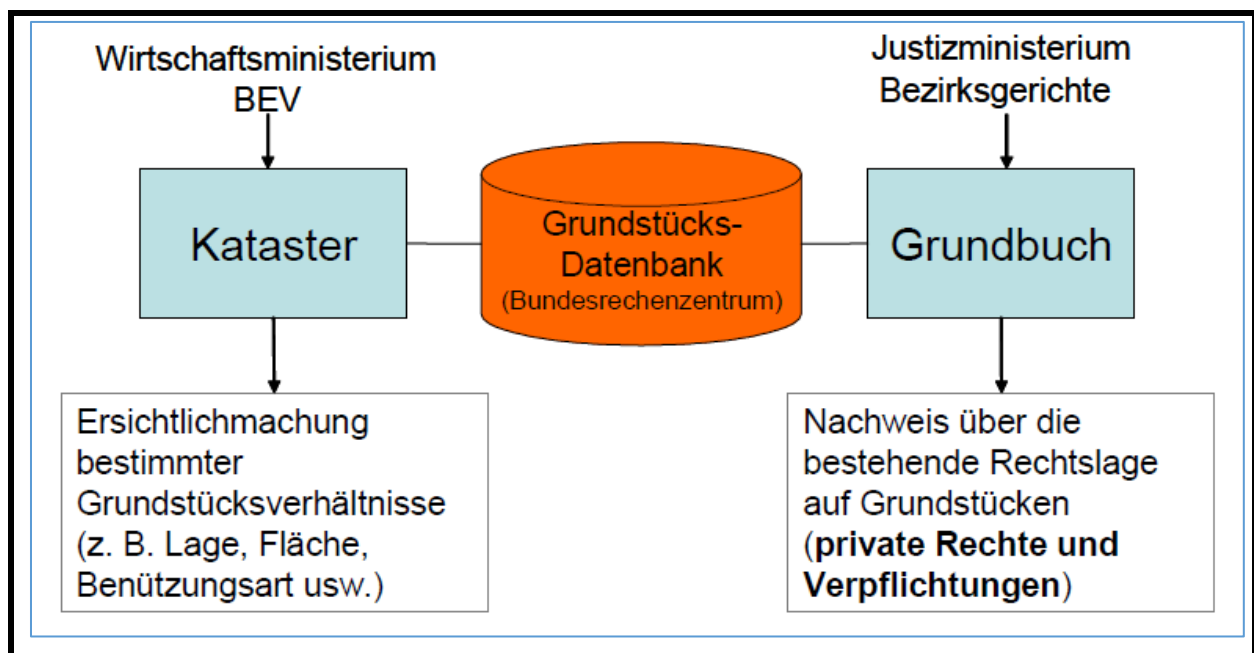 Wirtschaftsministerium
BEV
Justizministerium
Bezirksgerichte
Kataster
Grundstücks-
Datenbank
(Bundesrechenzentrum)
Grundbuch
Ersichtlichmachung
bestimmter
Grundstücksverhältnisse
(z. B. Lage, Fläche,
Benützungsart usw.)
Nachweis über die
bestehende Rechtslage
auf Grundstücken
(private Rechte und
Verpflichtungen)